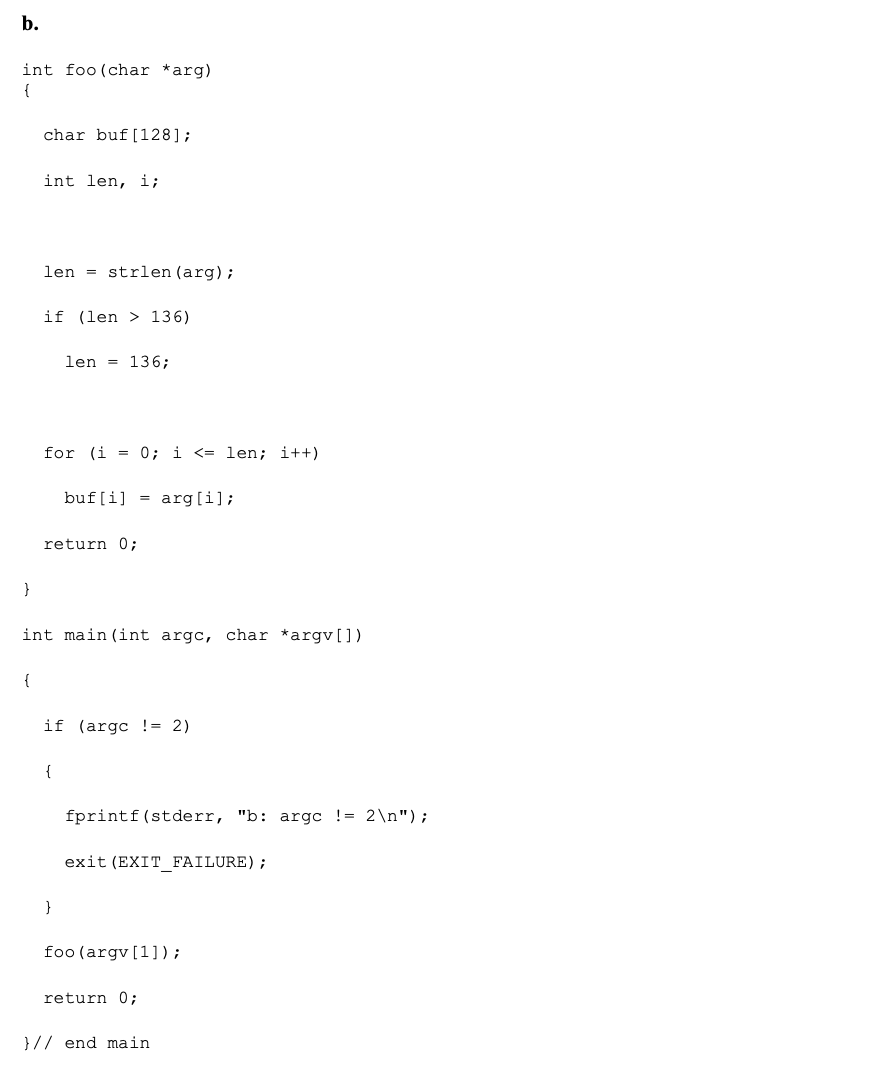 b.
int foo(char *arg)
{
char buf[128];
int len, i;
len = strlen(arg);
if (len > 136)
len = 136;
for (i = 0; i <= len; i++)
buf[i] = arg[i];
return 0;
}
int main(int argc, char *argv[])
{
if (argc != 2)
{
fprintf(stderr, "b: argc != 2\n");
exit(EXIT_FAILURE);
}
foo(argv[1]);
return 0;
}// end main